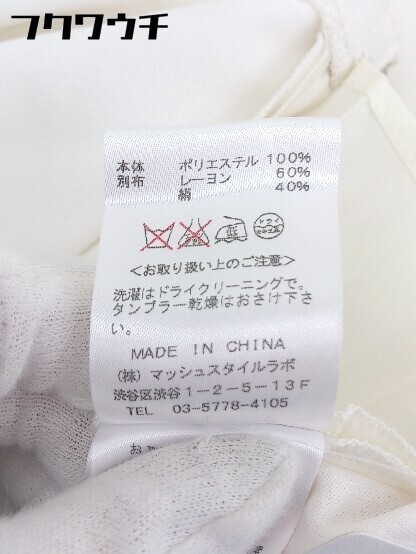 フクワウチ
本体 ポリエステル 100%
別布 レーヨン 60%
絹 40%
低 ドライ
<お取り扱い上のご注意>
洗濯はドライクリーニングで。
タンブラー乾燥はおさけ下さ
い。
MADE IN CHINA
(株)マッシュスタイルラボ
渋谷区渋谷1-2-5-13F
TEL 03-5778-4105